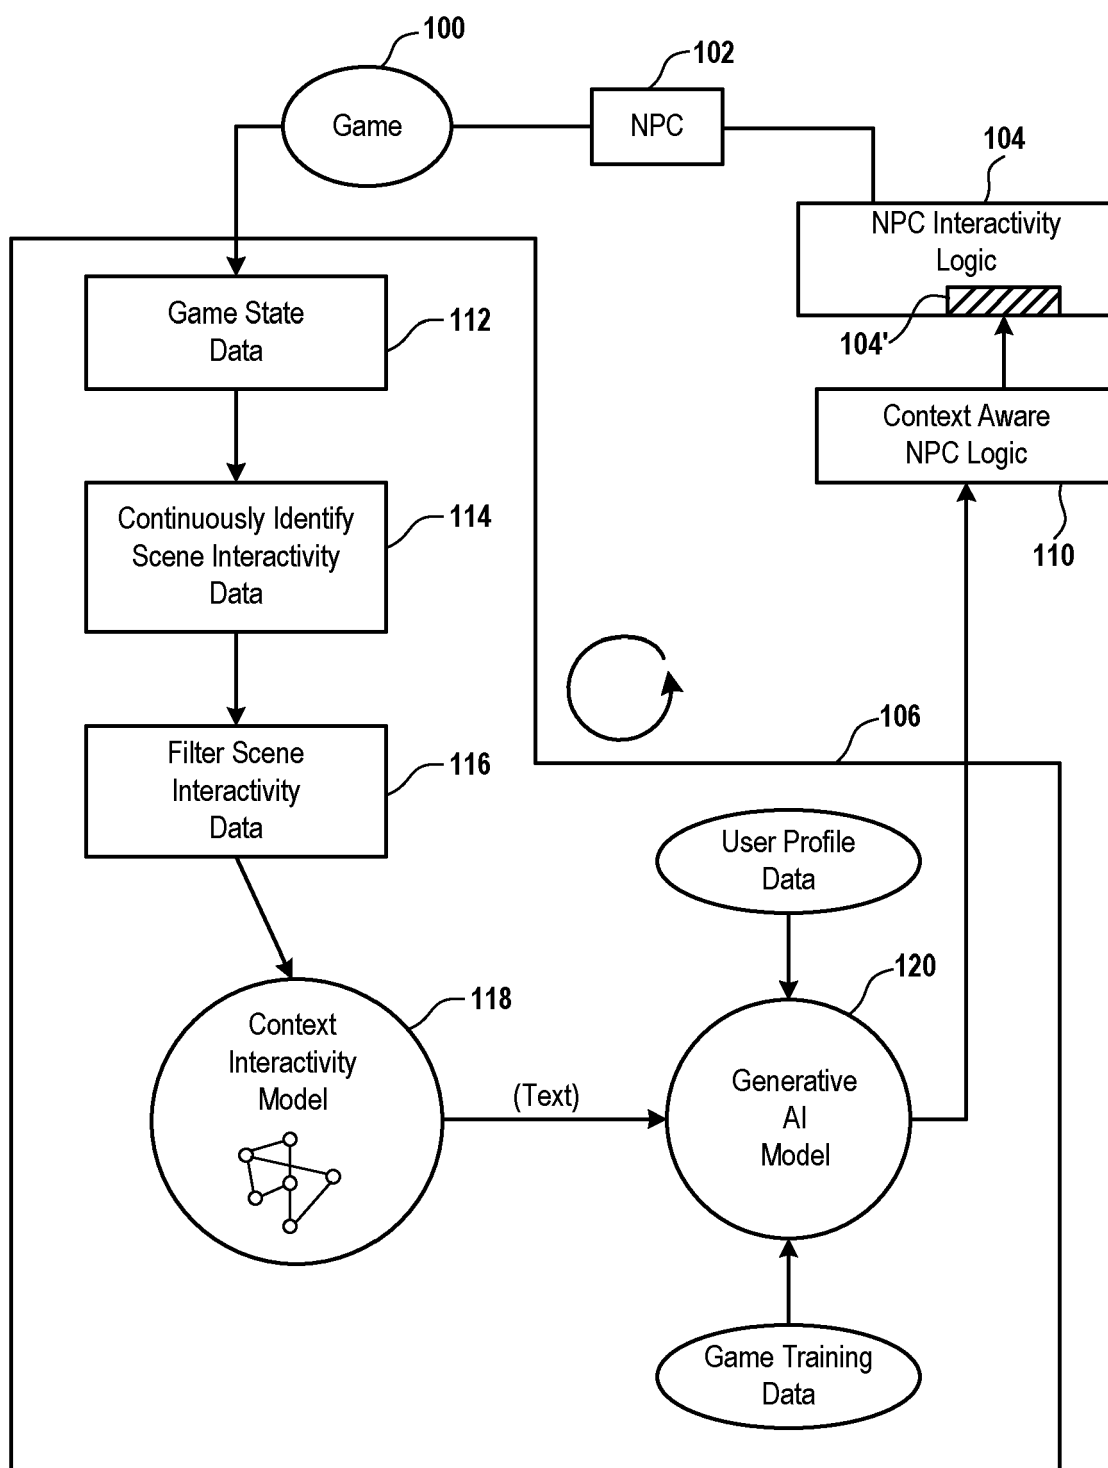 100
Game
102
NPC
104
NPC Interactivity
Logic
104'
Game State
Data
112
Context Aware
NPC Logic
110
Continuously Identify
Scene Interactivity
Data
114
106
Filter Scene
Interactivity
Data
116
User Profile
Data
120
Context
Interactivity
Model
118
(Text)
Generative
AI
Model
Game Training
Data